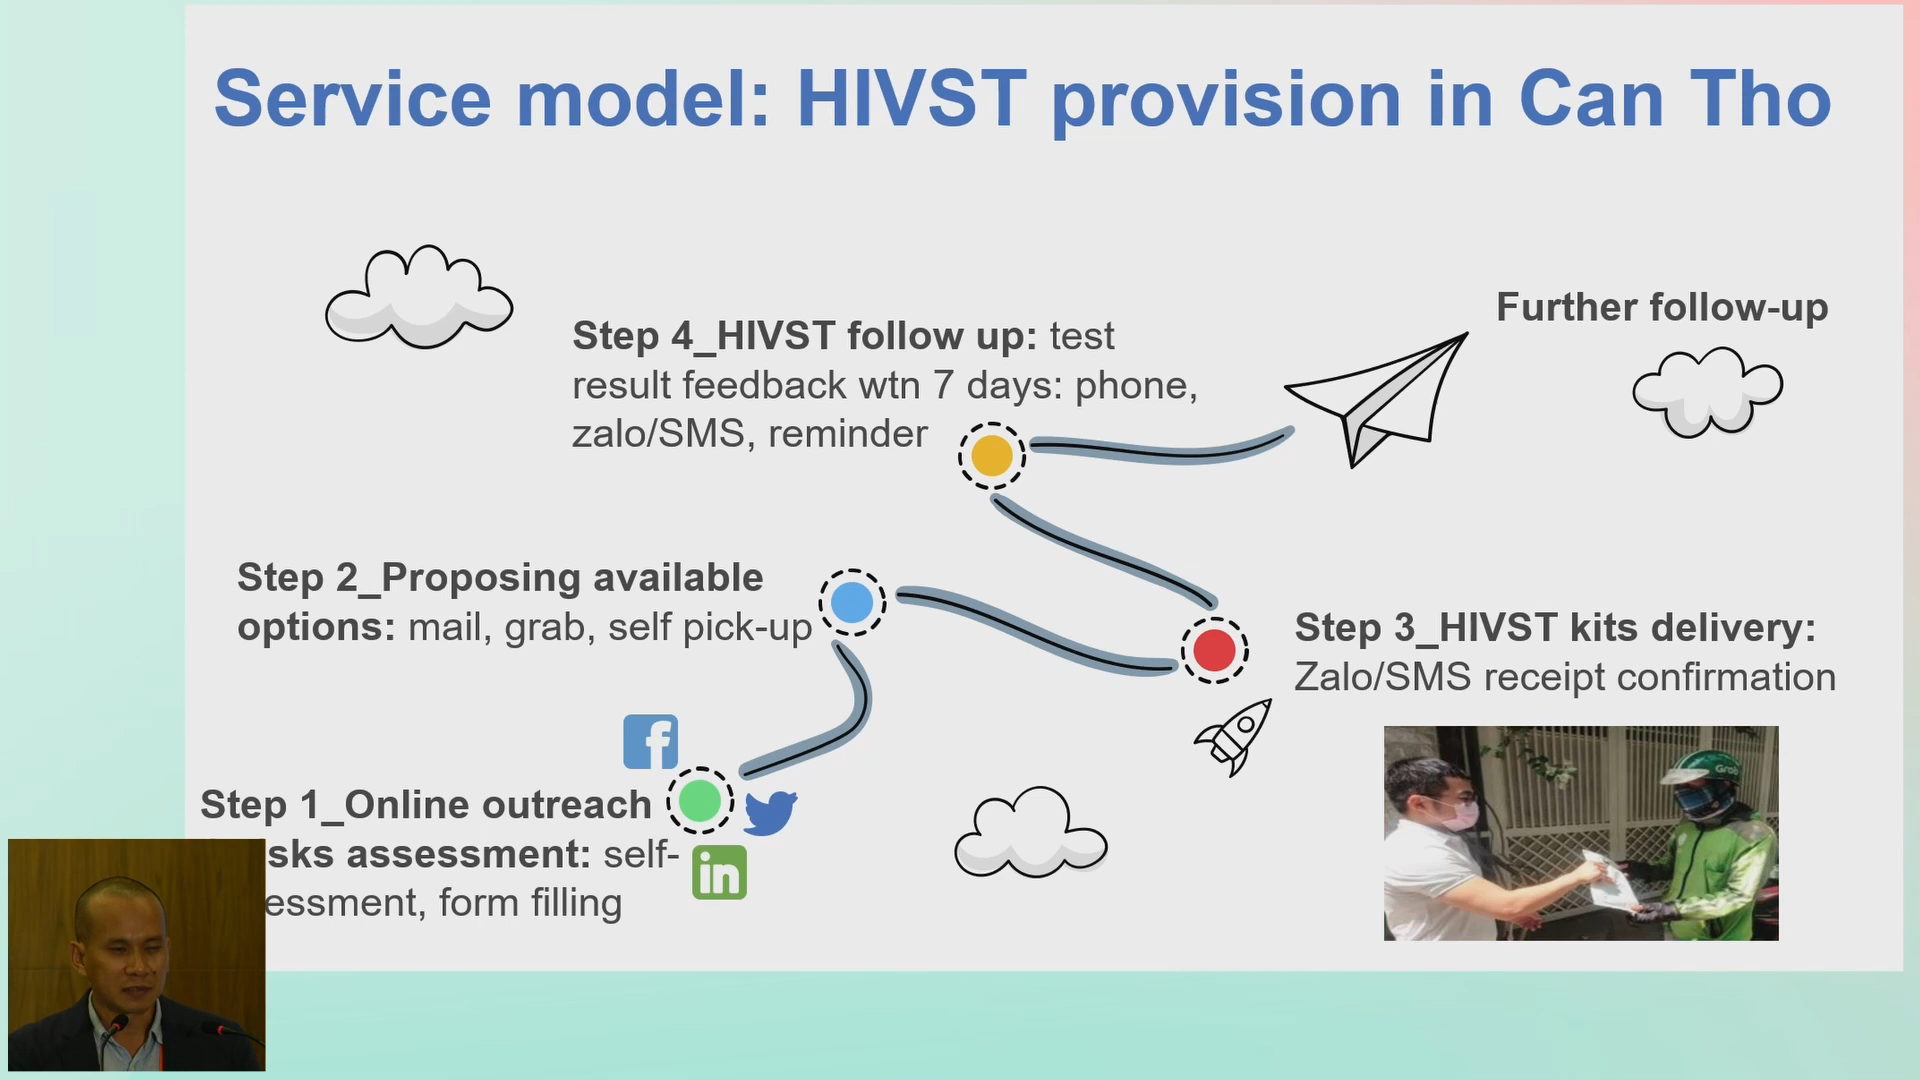 Service model: HIVST provision in Can Tho
Further follow-up
Step 4_HIVST follow up: test
result feedback wtn 7 days: phone,
zalo/SMS, reminder
Step 2_Proposing available
options: mail, grab, self pick-up
Step 3_HIVST kits delivery:
Zalo/SMS receipt confirmation
Step 1_Online outreach
sks assessment: self-
essment, form filling
f
in
Grab